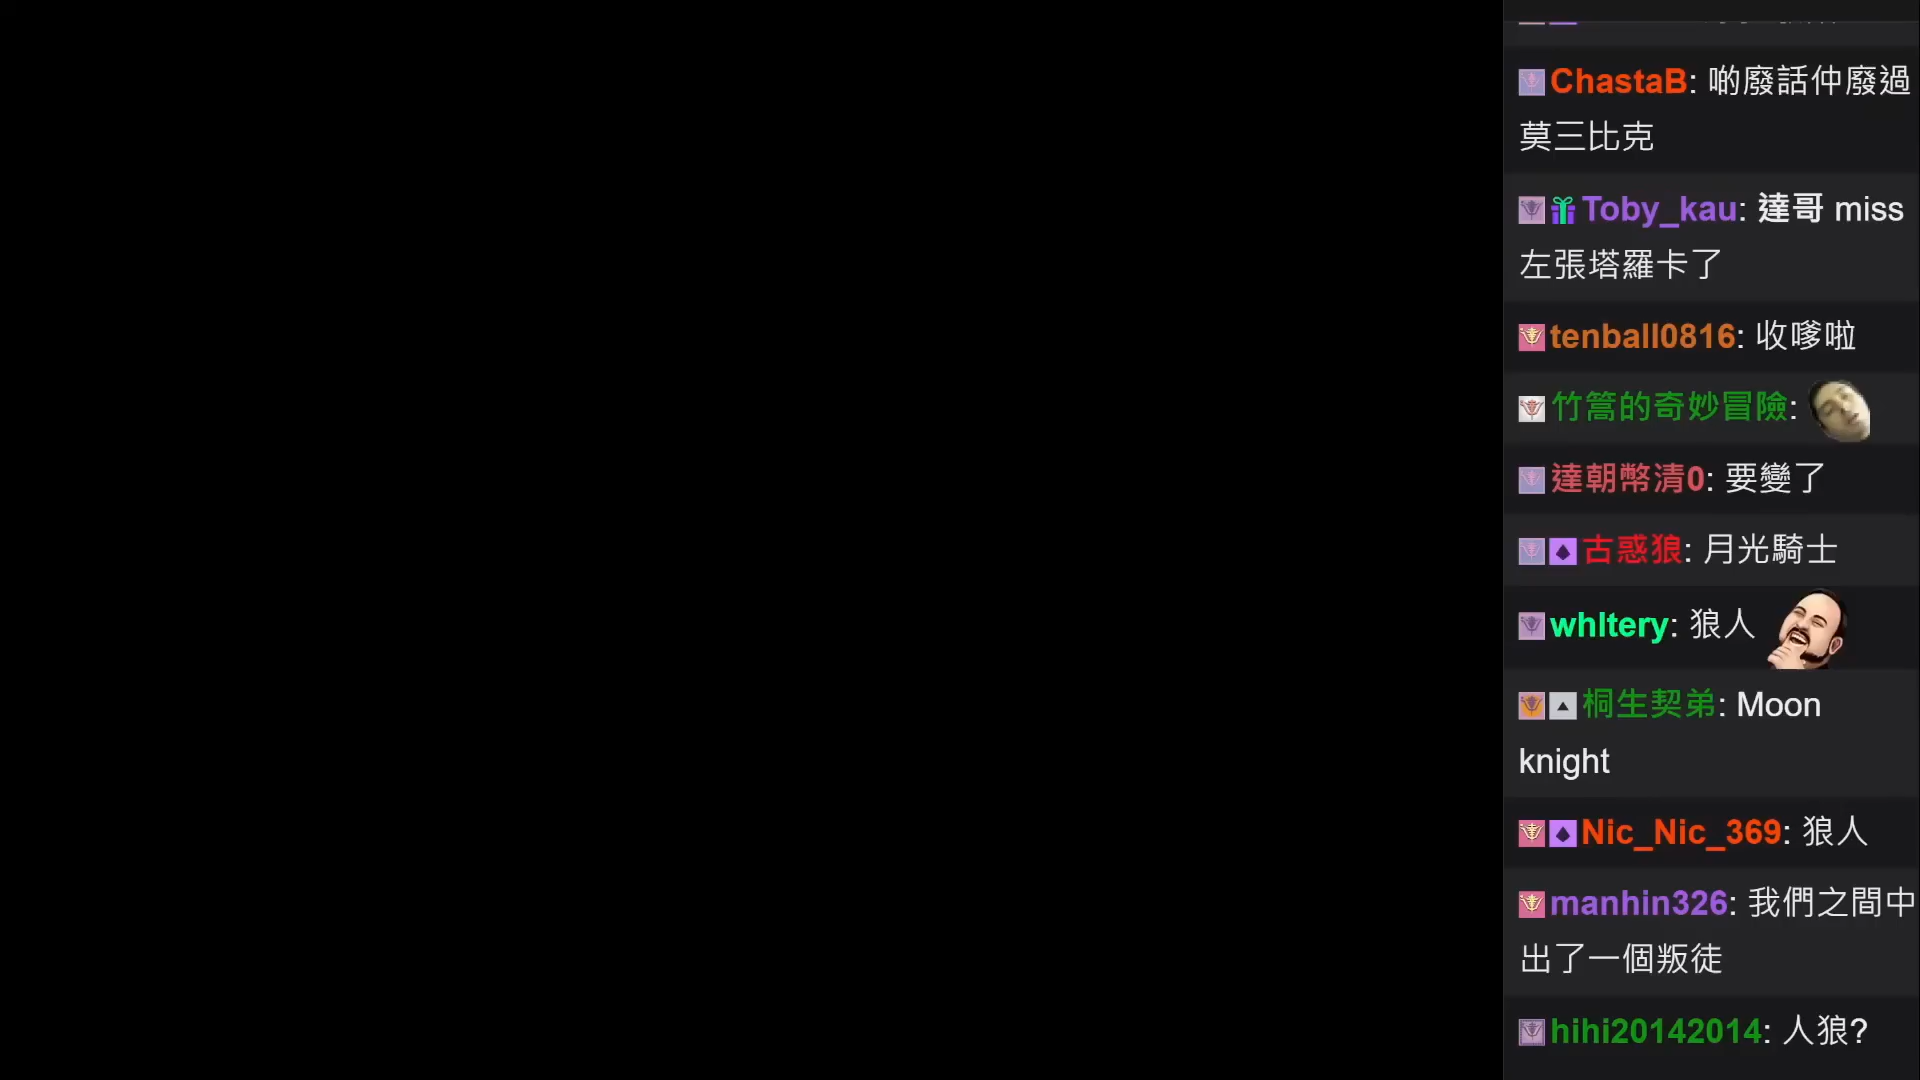 ChastaB: 啲廢話仲廢過
莫三比克
Toby_kau: 達哥 miss
左張塔羅卡了
tenball0816: 收嗲啦
竹篙的奇妙冒險:
達朝幣清0: 要變了
古惑狼: 月光騎士
whltery: 狼人
桐生契弟: Moon
knight
Nic_Nic_369: 狼人
manhin326: 我們之間中
出了一個叛徒
hihi20142014: 人狼?